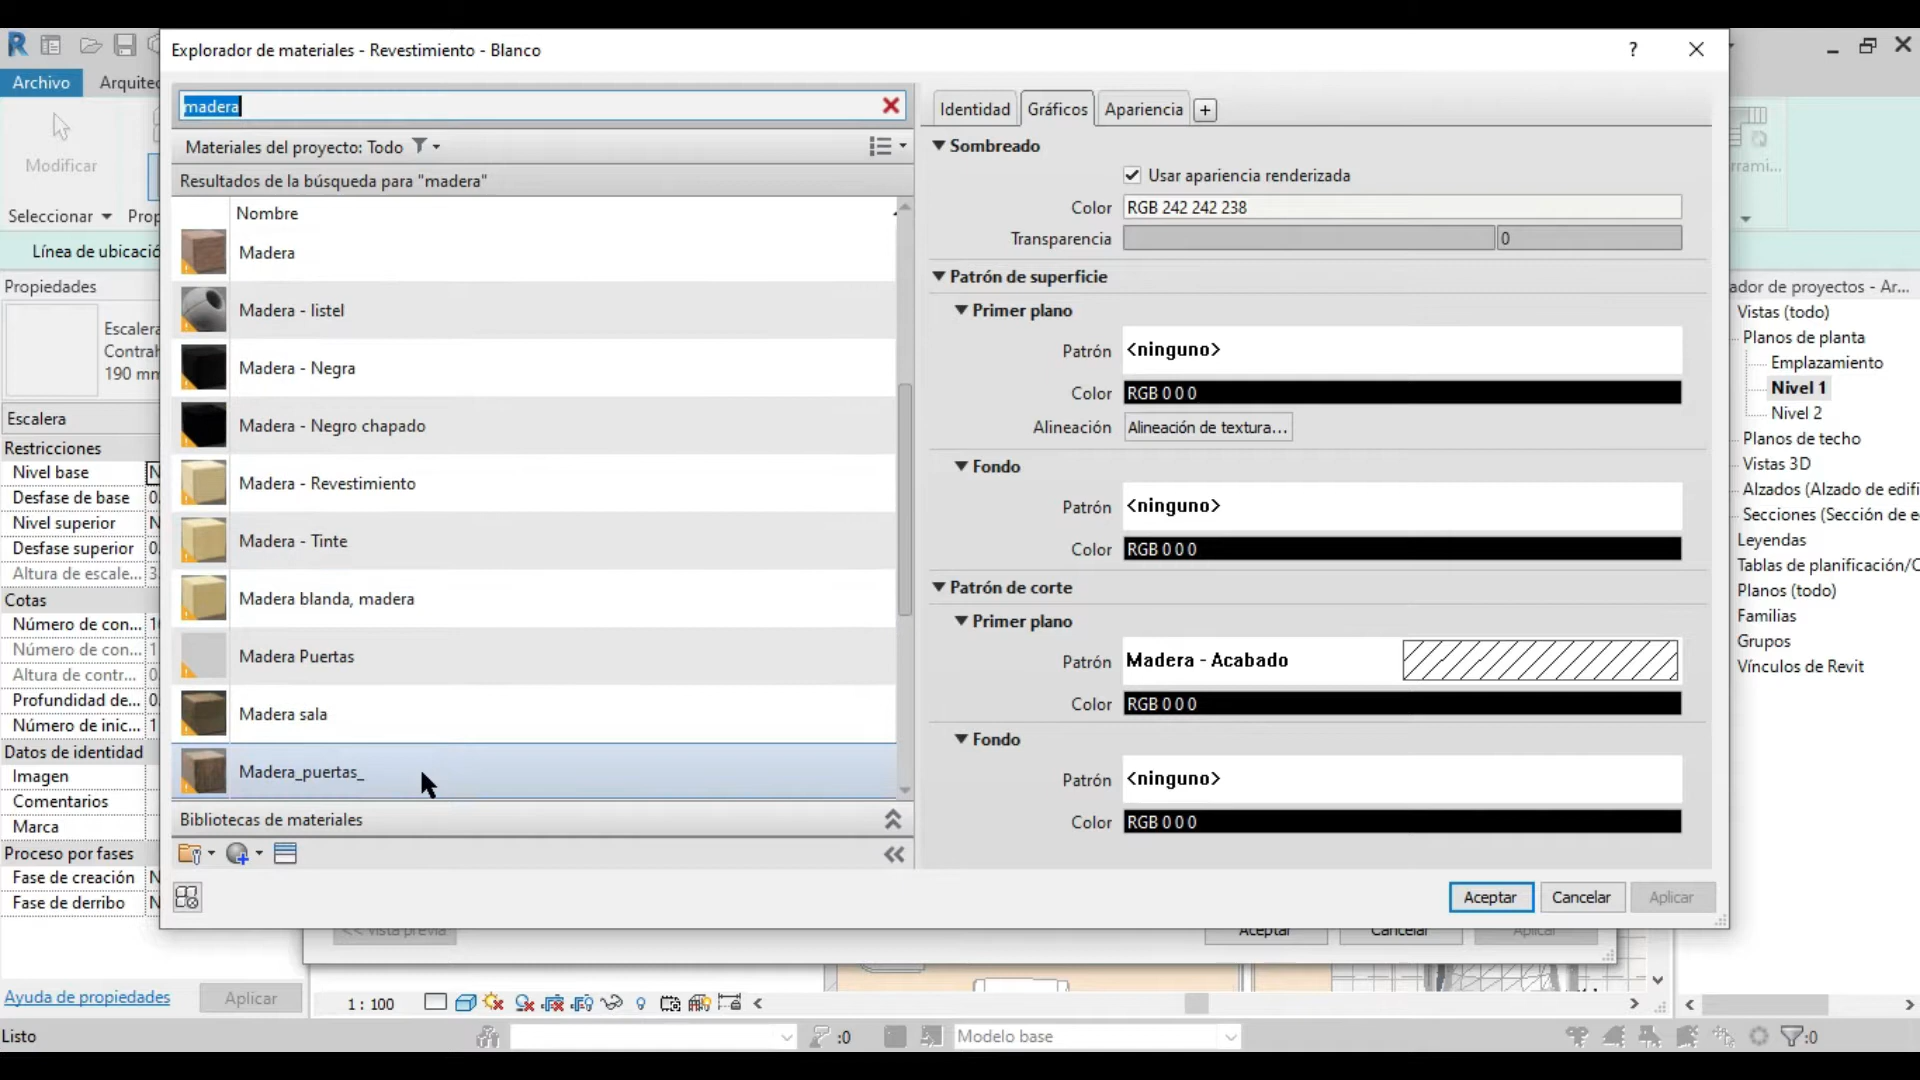 Explorador de materiales - Revestimiento - Blanco
?
Archivo
Modificar
Seleccionar
Línea de ubicació
Propiedades
Escalera
190 mm
Escalera
Restricciones
Nivel base
Desfase de base
Nivel superior
Desfase superior
Altura de escale...
Cotas
Número de con...
Número de con...
Altura de contr...
Profundidad de...
Número de inic...
Datos de identidad
Imagen
Comentarios
Marca
Proceso por fases
Fase de creación
Fase de derribo
Ayuda de propiedades
Aplicar
Listo
madera
Materiales del proyecto: Todo
Resultados de la búsqueda para "madera"
Nombre
Madera
Madera - listel
Madera - Negra
Madera - Negro chapado
Madera - Revestimiento
Madera - Tinte
Madera blanda, madera
Madera Puertas
Madera sala
Madera_puertas_
Bibliotecas de materiales
Identidad
Gráficos
Apariencia
Sombreado
Usar apariencia renderizada
Color RGB 242 242 238
Transparencia 0
Patrón de superficie
Primer plano
Patrón <ninguno>
Color RGB 0 0 0
Alineación Alineación de textura...
Fondo
Patrón <ninguno>
Color RGB 0 0 0
Patrón de corte
Primer plano
Patrón Madera - Acabado
Color RGB 0 0 0
Fondo
Patrón <ninguno>
Color RGB 0 0 0
Aceptar
Cancelar
Aplicar
<< Vista previa
Aceptar
Cancelar
Aplicar
1 : 100
:0
Modelo base
:0
ador de proyectos - Ar...
Vistas (todo)
Planos de planta
Emplazamiento
Nivel 1
Nivel 2
Planos de techo
Vistas 3D
Alzados (Alzado de edifi
Secciones (Sección de e
Leyendas
Tablas de planificación/C
Planos (todo)
Familias
Grupos
Vínculos de Revit